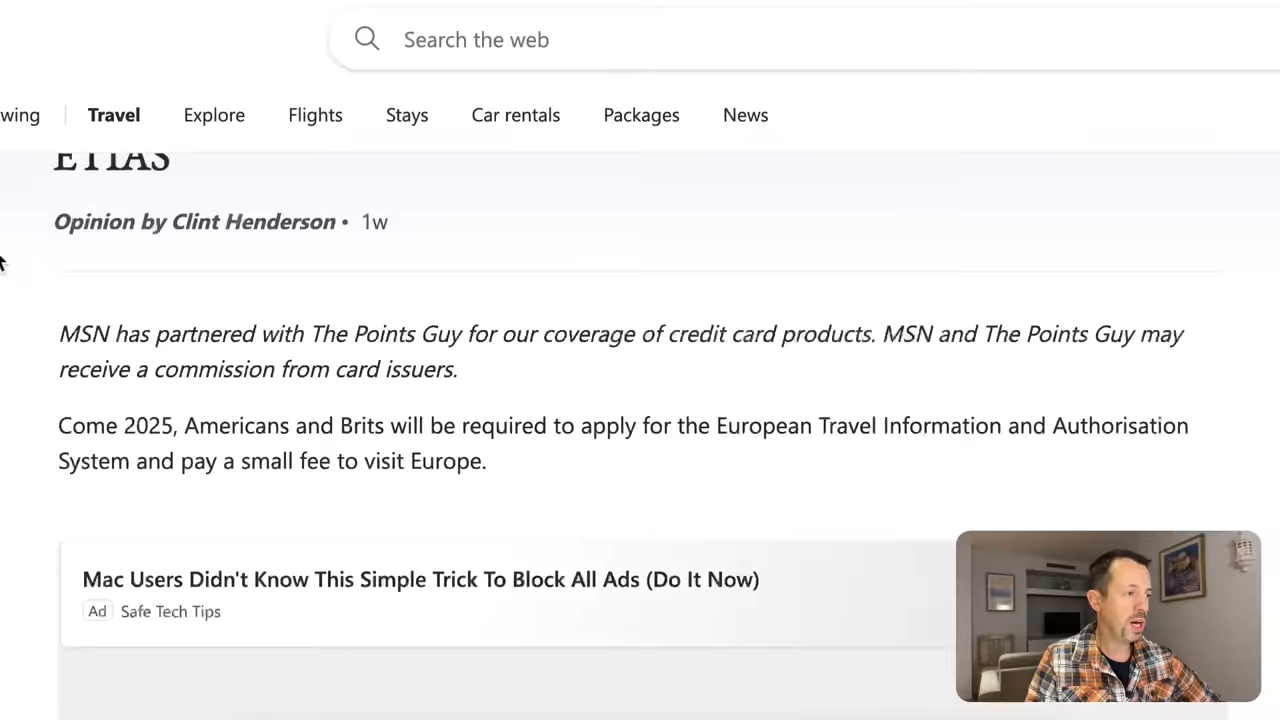 Search the web
wing
Travel
Explore
Flights
Stays
Car rentals
Packages
News
ETIAS
Opinion by Clint Henderson • 1w
MSN has partnered with The Points Guy for our coverage of credit card products. MSN and The Points Guy may
receive a commission from card issuers.
Come 2025, Americans and Brits will be required to apply for the European Travel Information and Authorisation
System and pay a small fee to visit Europe.
Mac Users Didn't Know This Simple Trick To Block All Ads (Do It Now)
Ad Safe Tech Tips